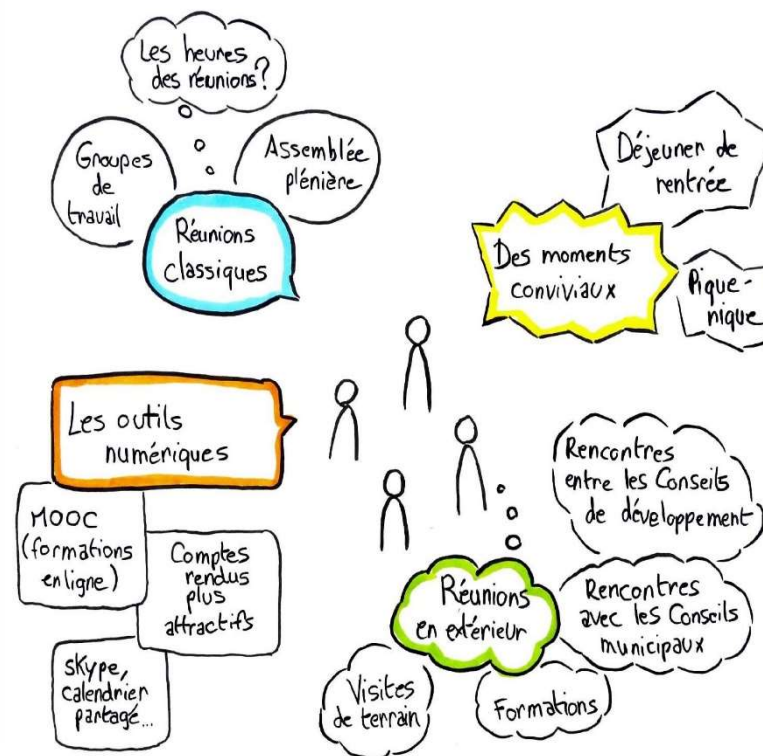 Les heures
des réunions?
Groupes
de
travail
Assemblée
plénière
Réunions
classiques
Déjeuner de
rentrée
Des moments
conviviaux
Pique-
nique
Les outils
numériques
MOOC
(formations
en ligne)
Comptes
rendus
plus
attractifs
skype,
calendrier
partagé...
Rencontres
entre les Conseils
de développement
Réunions
en extérieur
Rencontres
avec les Conseils
municipaux
Visites
de terrain
Formations